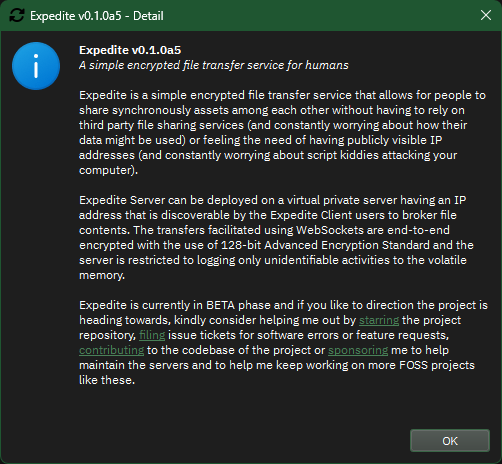 Expedite v0.1.0a5 - Detail
Expedite v0.1.0a5
A simple encrypted file transfer service for humans
Expedite is a simple encrypted file transfer service that allows for people to
share synchronously assets among each other without having to rely on
third party file sharing services (and constantly worrying about how their
data might be used) or feeling the need of having publicly visible IP
addresses (and constantly worrying about script kiddies attacking your
computer).
Expedite Server can be deployed on a virtual private server having an IP
address that is discoverable by the Expedite Client users to broker file
contents. The transfers facilitated using WebSockets are end-to-end
encrypted with the use of 128-bit Advanced Encryption Standard and the
server is restricted to logging only unidentifiable activities to the volatile
memory.
Expedite is currently in BETA phase and if you like to direction the project is
heading towards, kindly consider helping me out by starring the project
repository, filing issue tickets for software errors or feature requests,
contributing to the codebase of the project or sponsoring me to help
maintain the servers and to help me keep working on more FOSS projects
like these.
OK